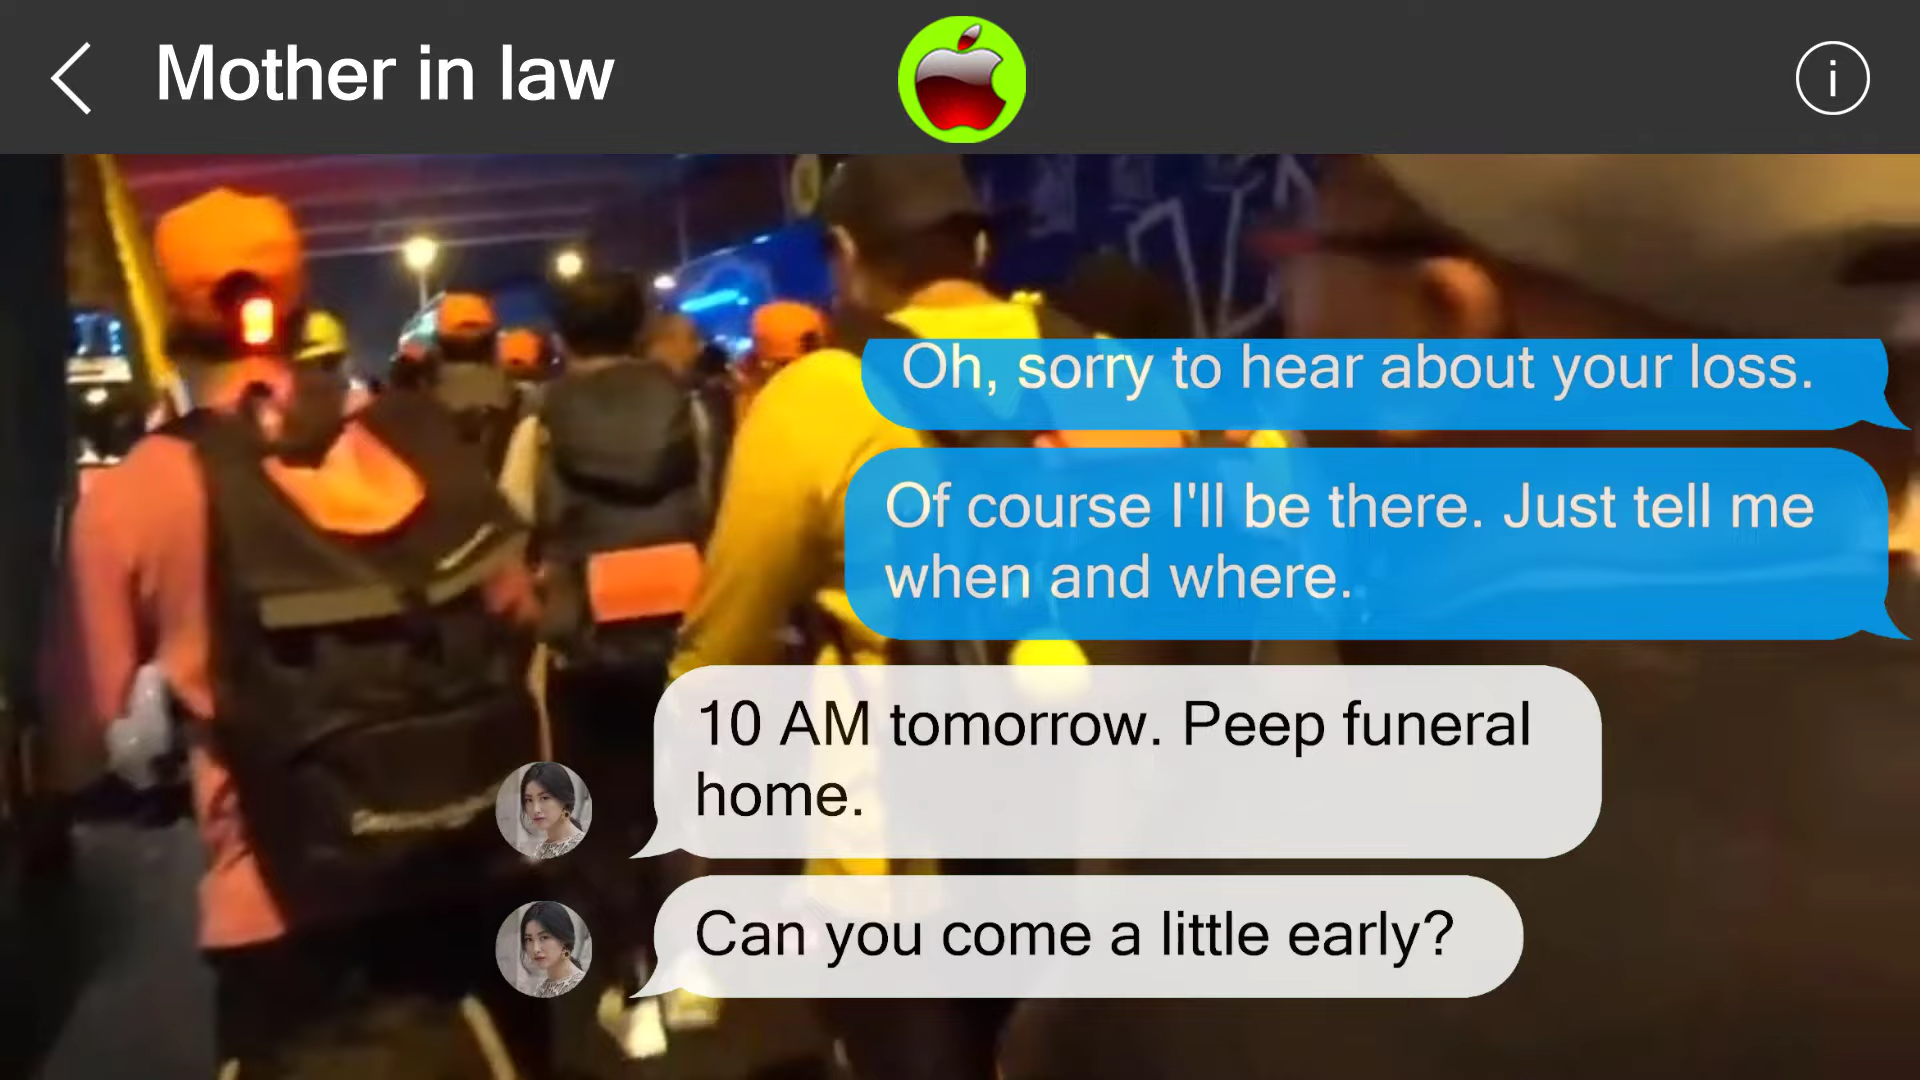 Mother in law
Oh, sorry to hear about your loss.
Of course I'll be there. Just tell me
when and where.
10 AM tomorrow. Peep funeral
home.
Can you come a little early?